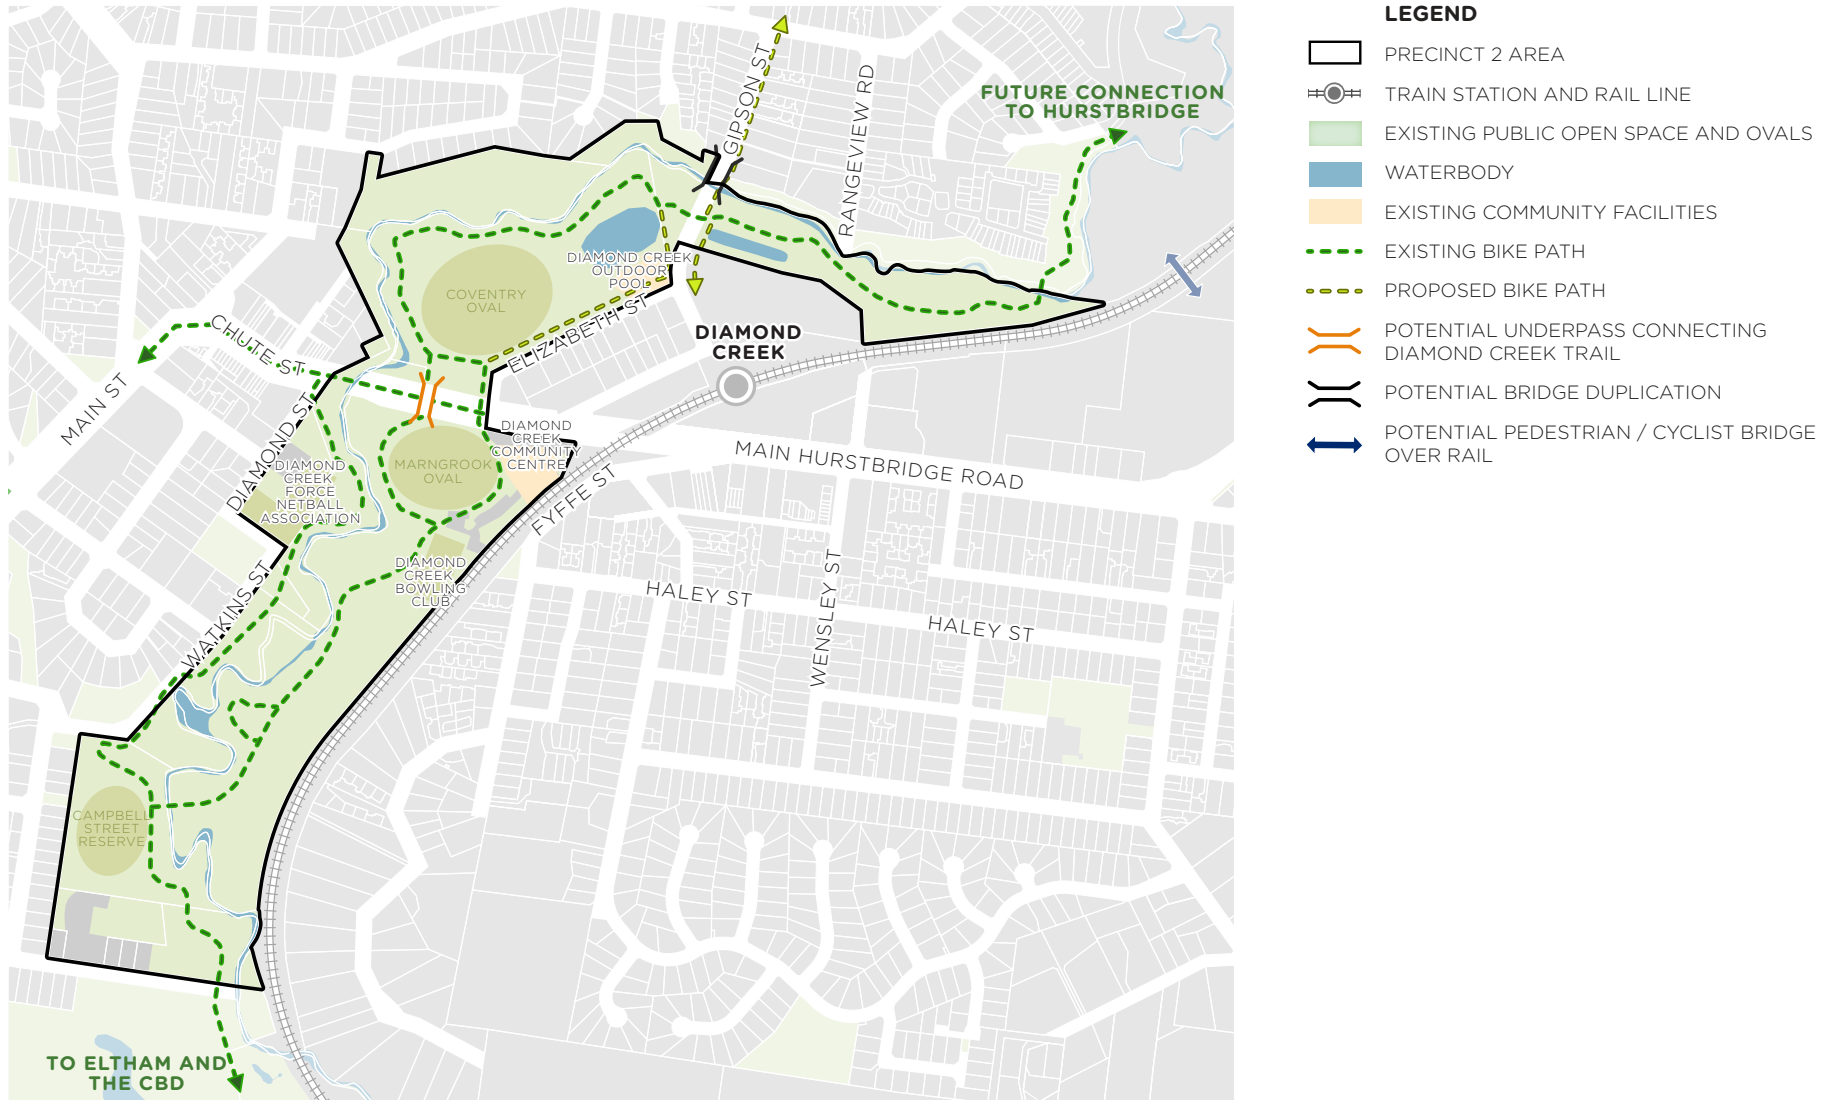 GIPSON ST
RANGEVIEW RD
FUTURE CONNECTION
TO HURSTBRIDGE
DIAMOND CREEK
OUTDOOR
POOL
COVENTRY
OVAL
CHUTE ST
ELIZABETH ST
DIAMOND
CREEK
MAIN ST
DIAMOND ST
DIAMOND
CREEK
COMMUNITY
CENTRE
MARNGROOK
OVAL
MAIN HURSTBRIDGE ROAD
DIAMOND
CREEK
FORCE
NETBALL
ASSOCIATION
FYFFE ST
DIAMOND
CREEK
BOWLING
CLUB
WATKINS ST
HALEY ST
WENSLEY ST
HALEY ST
CAMPBELL
STREET
RESERVE
TO ELTHAM AND
THE CBD
LEGEND
PRECINCT 2 AREA
TRAIN STATION AND RAIL LINE
EXISTING PUBLIC OPEN SPACE AND OVALS
WATERBODY
EXISTING COMMUNITY FACILITIES
EXISTING BIKE PATH
PROPOSED BIKE PATH
POTENTIAL UNDERPASS CONNECTING
DIAMOND CREEK TRAIL
POTENTIAL BRIDGE DUPLICATION
POTENTIAL PEDESTRIAN / CYCLIST BRIDGE
OVER RAIL